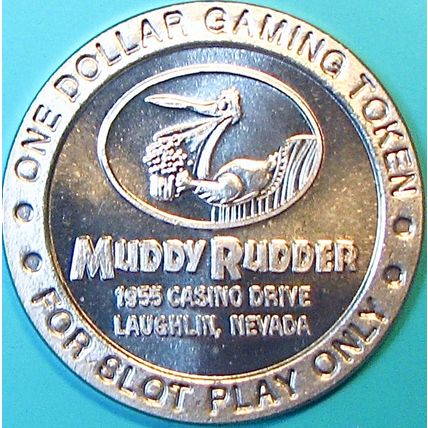 ONE DOLLAR GAMING TOKEN
MUDDY RUDDER
1955 CASINO DRIVE
LAUGHLIN, NEVADA
FOR SLOT PLAY ONLY